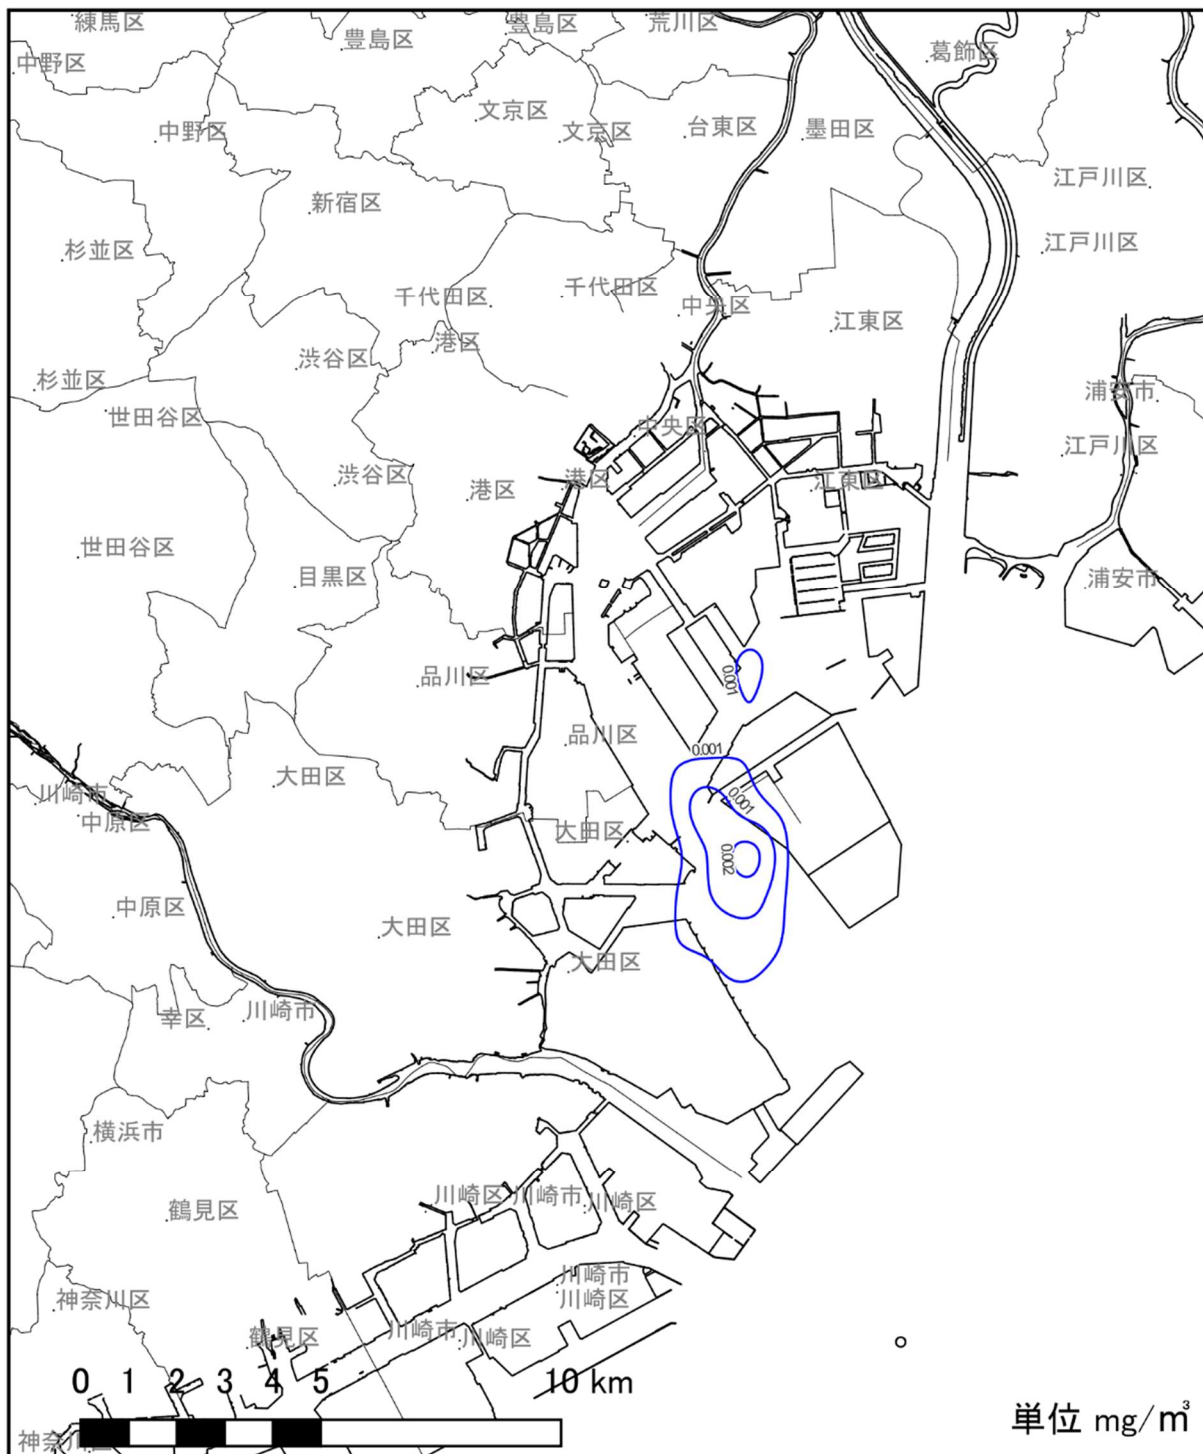 練馬区
豊島区
豊島区
荒川区
中野区
葛飾区
中野区
文京区
文京区
台東区
墨田区
江戸川区
新宿区
杉並区
江戸川区
千代田区
千代田区
中央区
江東区
港区
渋谷区
杉並区
世田谷区
浦安市
中央区
江戸川区
渋谷区
港区
港区
江東区
世田谷区
目黒区
浦安市
品川区
0.001
品川区
0.001
大田区
川崎市
0.001
中原区
大田区
0.002
中原区
大田区
大田区
幸区
川崎市
横浜市
鶴見区
川崎区
川崎市
川崎区
神奈川区
川崎市
川崎区
鶴見区
川崎市
川崎区
0 1 2 3 4 5 10 km
単位 mg/㎥
神奈川区